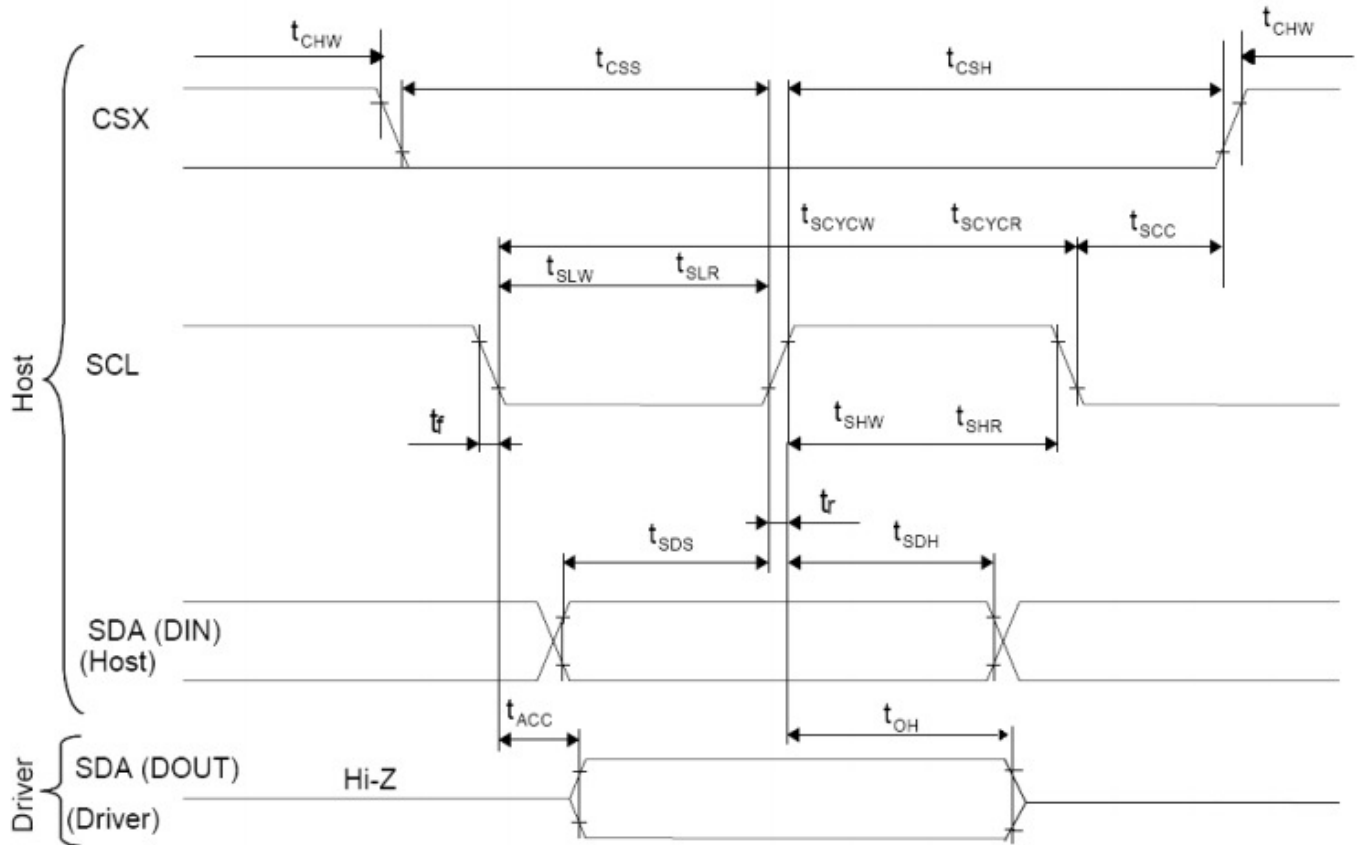 tCHW
tCHW
tCSS
tCSH
CSX
tSCYCW
tSCYCR
tSCC
tSLW
tSLR
Host
SCL
tf
tSHW
tSHR
tr
tSDS
tSDH
SDA (DIN)
(Host)
tACC
tOH
Driver
SDA (DOUT)
Hi-Z
(Driver)